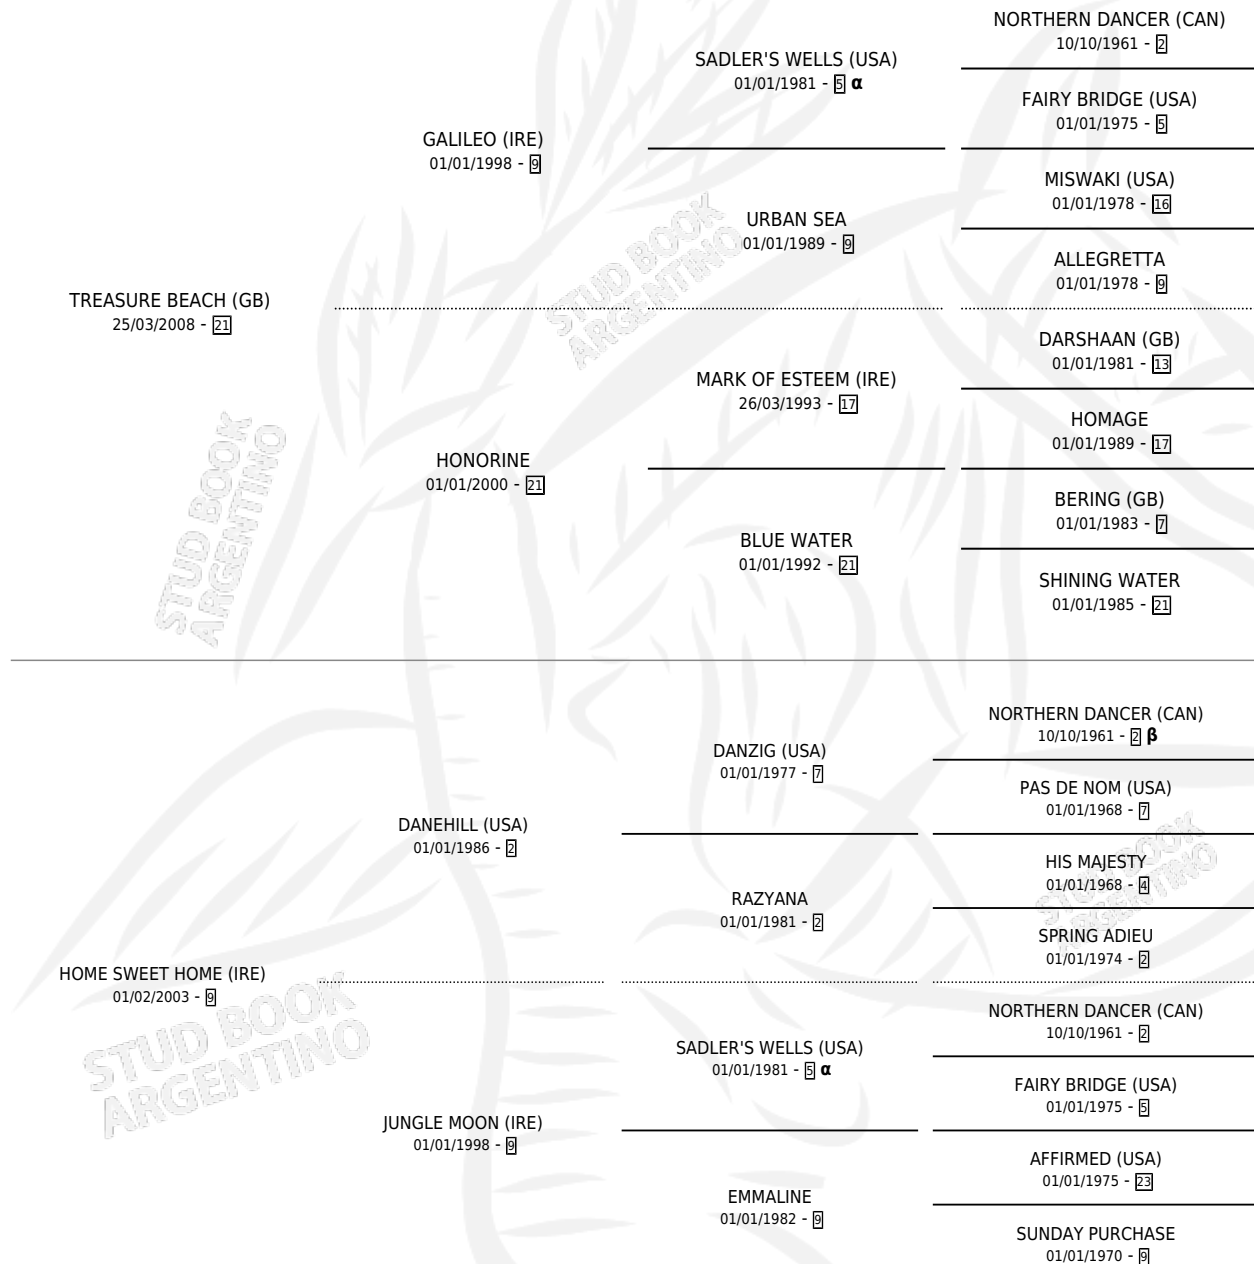 NORTHERN DANCER (CAN)
10/10/1961 - 2
SADLER'S WELLS (USA)
01/01/1981 - 5 α
FAIRY BRIDGE (USA)
01/01/1975 - 5
GALILEO (IRE)
01/01/1998 - 9
MISWAKI (USA)
01/01/1978 - 16
URBAN SEA
01/01/1989 - 9
ALLEGRETTA
01/01/1978 - 9
TREASURE BEACH (GB)
25/03/2008 - 21
DARSHAAN (GB)
01/01/1981 - 13
MARK OF ESTEEM (IRE)
26/03/1993 - 17
HOMAGE
01/01/1989 - 17
HONORINE
01/01/2000 - 21
BERING (GB)
01/01/1983 - 7
BLUE WATER
01/01/1992 - 21
SHINING WATER
01/01/1985 - 21
STUD BOOK
ARGENTINO
STUD BOOK
ARGENTINO
NORTHERN DANCER (CAN)
10/10/1961 - 2 β
DANZIG (USA)
01/01/1977 - 7
PAS DE NOM (USA)
01/01/1968 - 7
DANEHILL (USA)
01/01/1986 - 2
HIS MAJESTY
01/01/1968 - 4
RAZYANA
01/01/1981 - 2
SPRING ADIEU
01/01/1974 - 2
STUD BOOK
ARGENTINO
HOME SWEET HOME (IRE)
01/02/2003 - 9
NORTHERN DANCER (CAN)
10/10/1961 - 2
SADLER'S WELLS (USA)
01/01/1981 - 5 α
FAIRY BRIDGE (USA)
01/01/1975 - 5
JUNGLE MOON (IRE)
01/01/1998 - 9
AFFIRMED (USA)
01/01/1975 - 23
EMMALINE
01/01/1982 - 9
SUNDAY PURCHASE
01/01/1970 - 9
STUD BOOK
ARGENTINO